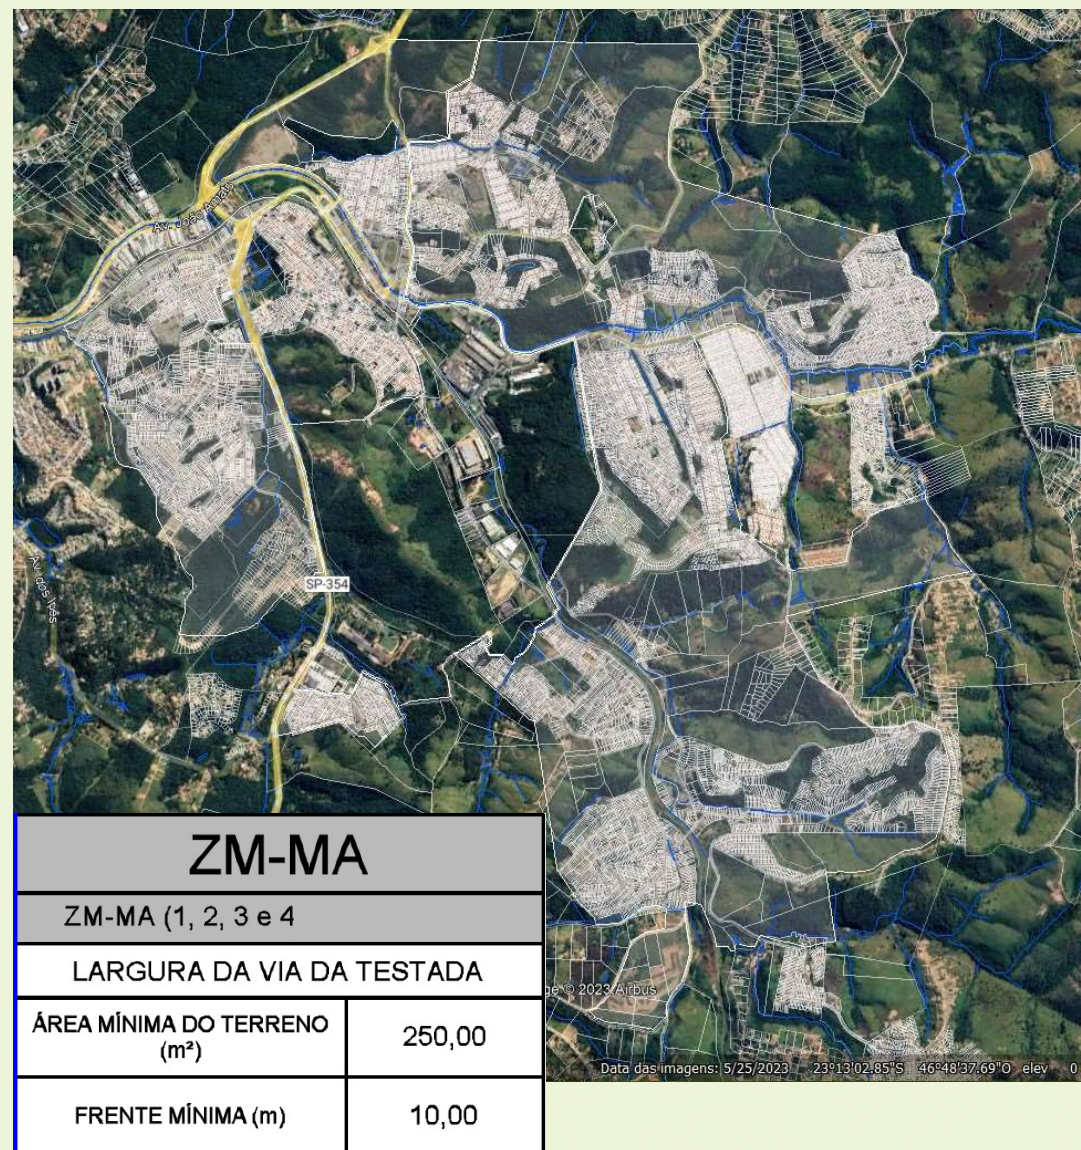 Av. João Amato
SP-354
Av. dos Ipês
ZM-MA
ZM-MA (1, 2, 3 e 4
LARGURA DA VIA DA TESTADA
ÁREA MÍNIMA DO TERRENO
(m²)
250,00
FRENTE MÍNIMA (m)
10,00
ge © 2023 Airbus
Data das imagens: 5/25/2023 23°13'02.85"S 46°48'37.69"O elev 0